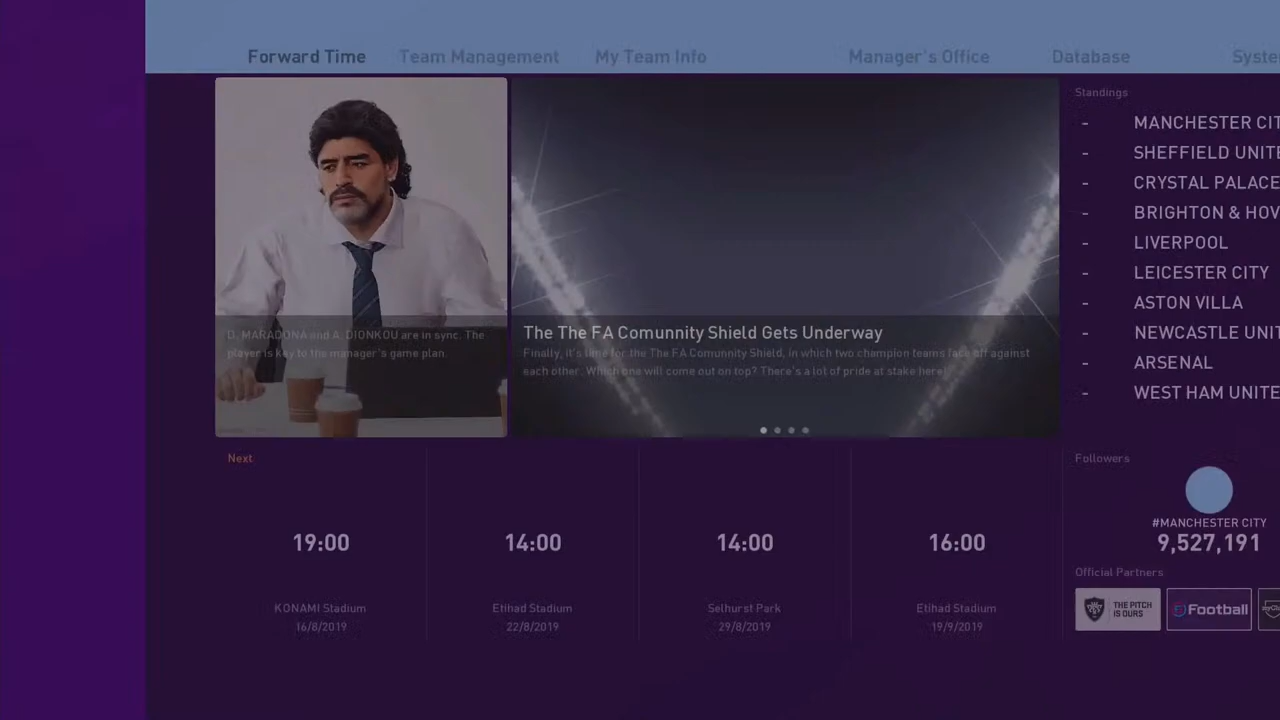 Forward Time
Team Management
My Team Info
Manager's Office
Database
Syste
D. MARADONA and A. DIONKOU are in sync. The
player is key to the manager's game plan.
The The FA Comunnity Shield Gets Underway
Finally, it's time for the The FA Comunnity Shield, in which two champion teams face off against
each other. Which one will come out on top? There's a lot of pride at stake here!
Standings
- MANCHESTER CIT
- SHEFFIELD UNITE
- CRYSTAL PALACE
- BRIGHTON & HOV
- LIVERPOOL
- LEICESTER CITY
- ASTON VILLA
- NEWCASTLE UNIT
- ARSENAL
- WEST HAM UNITE
Next
19:00
KONAMI Stadium
16/8/2019
14:00
Etihad Stadium
22/8/2019
14:00
Selhurst Park
29/8/2019
16:00
Etihad Stadium
19/9/2019
Followers
#MANCHESTER CITY
9,527,191
Official Partners
THE PITCH
IS OURS
eFootball